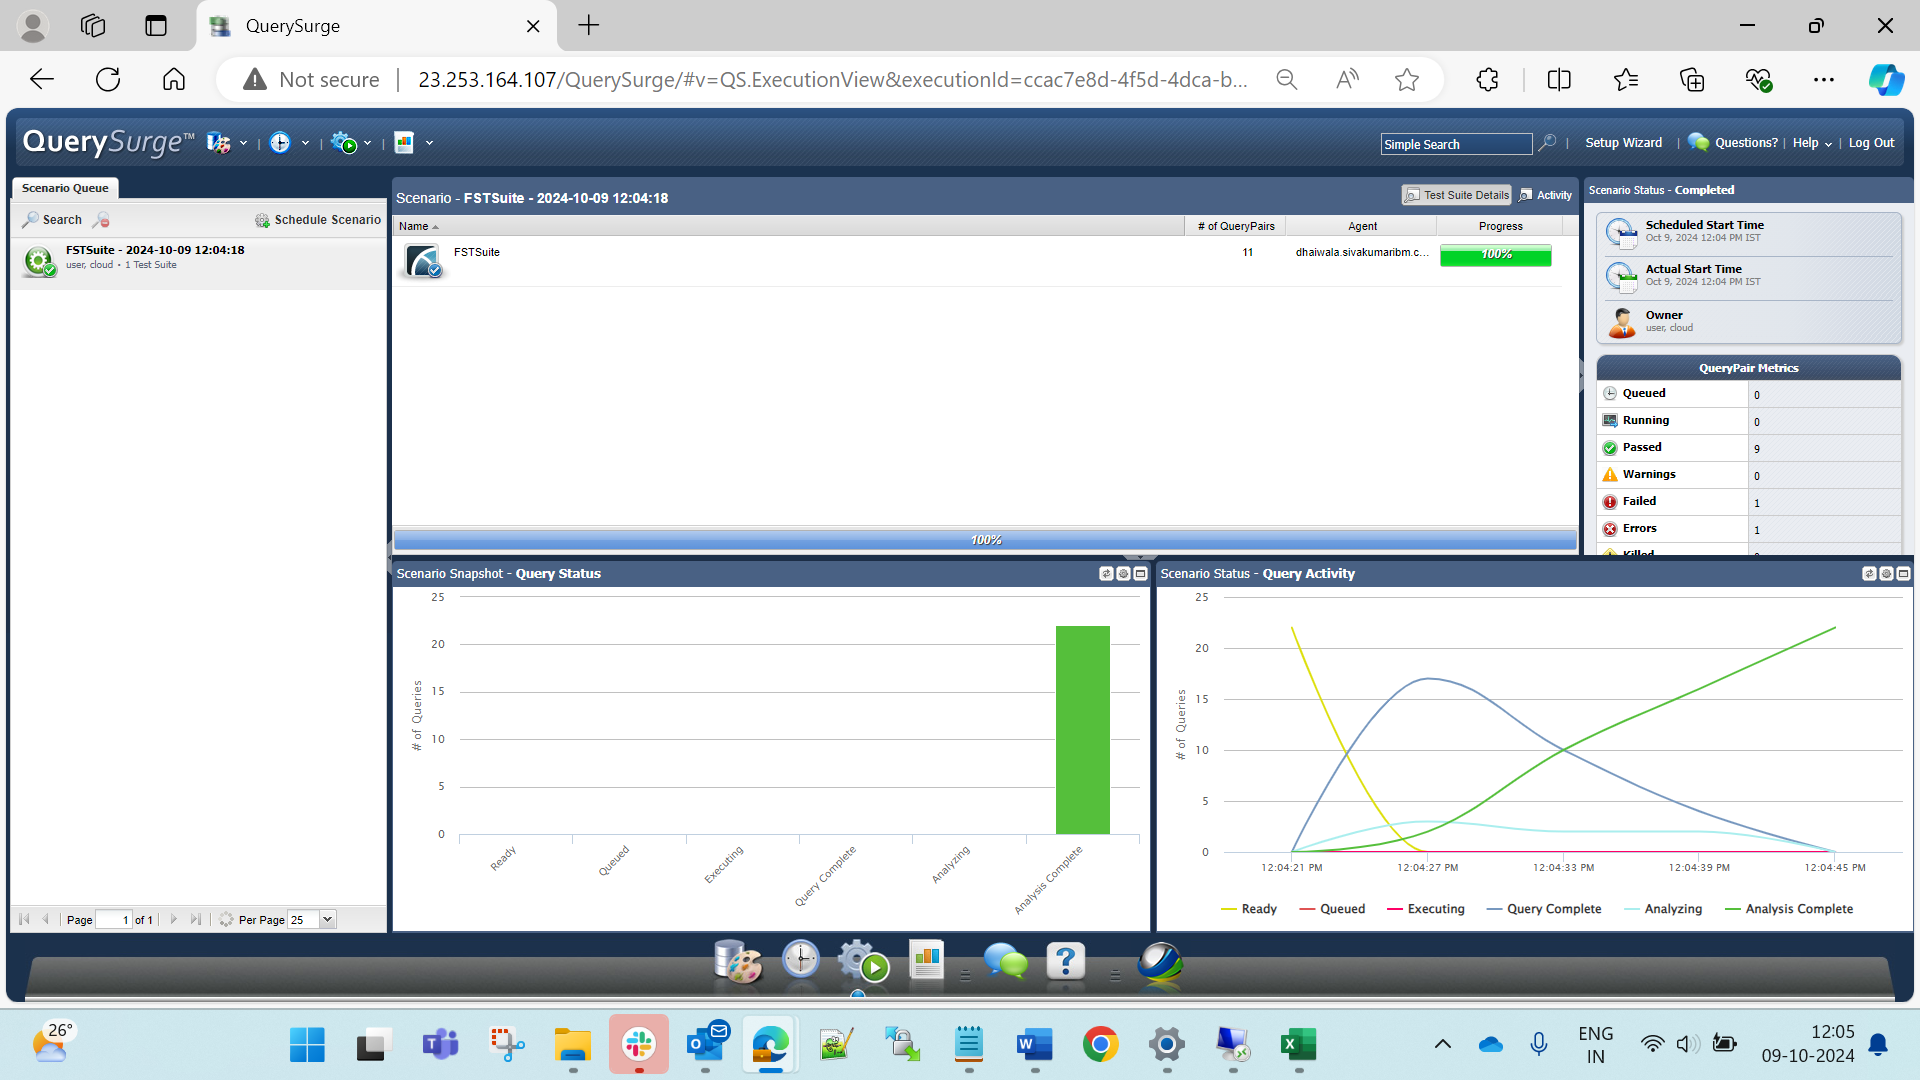 QuerySurge
Not secure
23.253.164.107/QuerySurge/#v=QS.ExecutionView&executionId=ccac7e8d-4f5d-4dca-b...
QuerySurge™
Simple Search
Setup Wizard
Questions?
Help
Log Out
Scenario Queue
Search
Schedule Scenario
FSTSuite - 2024-10-09 12:04:18
user, cloud • 1 Test Suite
Page 1 of 1
Per Page 25
Scenario - FSTSuite - 2024-10-09 12:04:18
Test Suite Details
Activity
Name # of QueryPairs Agent Progress
FSTSuite 11 dhaiwala.sivakumaribm.c... 100%
100%
Scenario Status - Completed
Scheduled Start Time
Oct 9, 2024 12:04 PM IST
Actual Start Time
Oct 9, 2024 12:04 PM IST
Owner
user, cloud
QueryPair Metrics
Queued 0
Running 0
Passed 9
Warnings 0
Failed 1
Errors 1
Scenario Snapshot - Query Status
# of Queries
25
20
15
10
5
0
Ready
Queued
Executing
Query Complete
Analyzing
Analysis Complete
Scenario Status - Query Activity
# of Queries
25
20
15
10
5
0
12:04:21 PM
12:04:27 PM
12:04:33 PM
12:04:39 PM
12:04:45 PM
Ready
Queued
Executing
Query Complete
Analyzing
Analysis Complete
26°
ENG
IN
12:05
09-10-2024